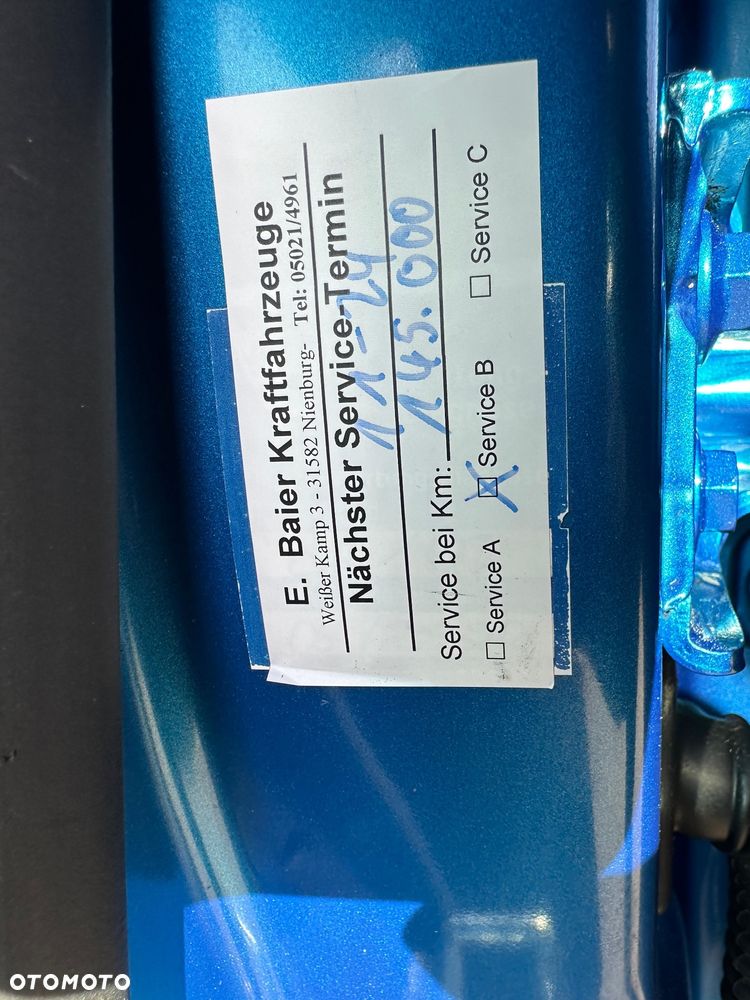 E. Baier Kraftfahrzeuge
Weißer Kamp 3 - 31582 Nienburg- Tel: 05021/4961
Nächster Service-Termin
11-24
Service bei Km: 145.000
☐ Service A ☒ Service B ☐ Service C
OTOMOTO